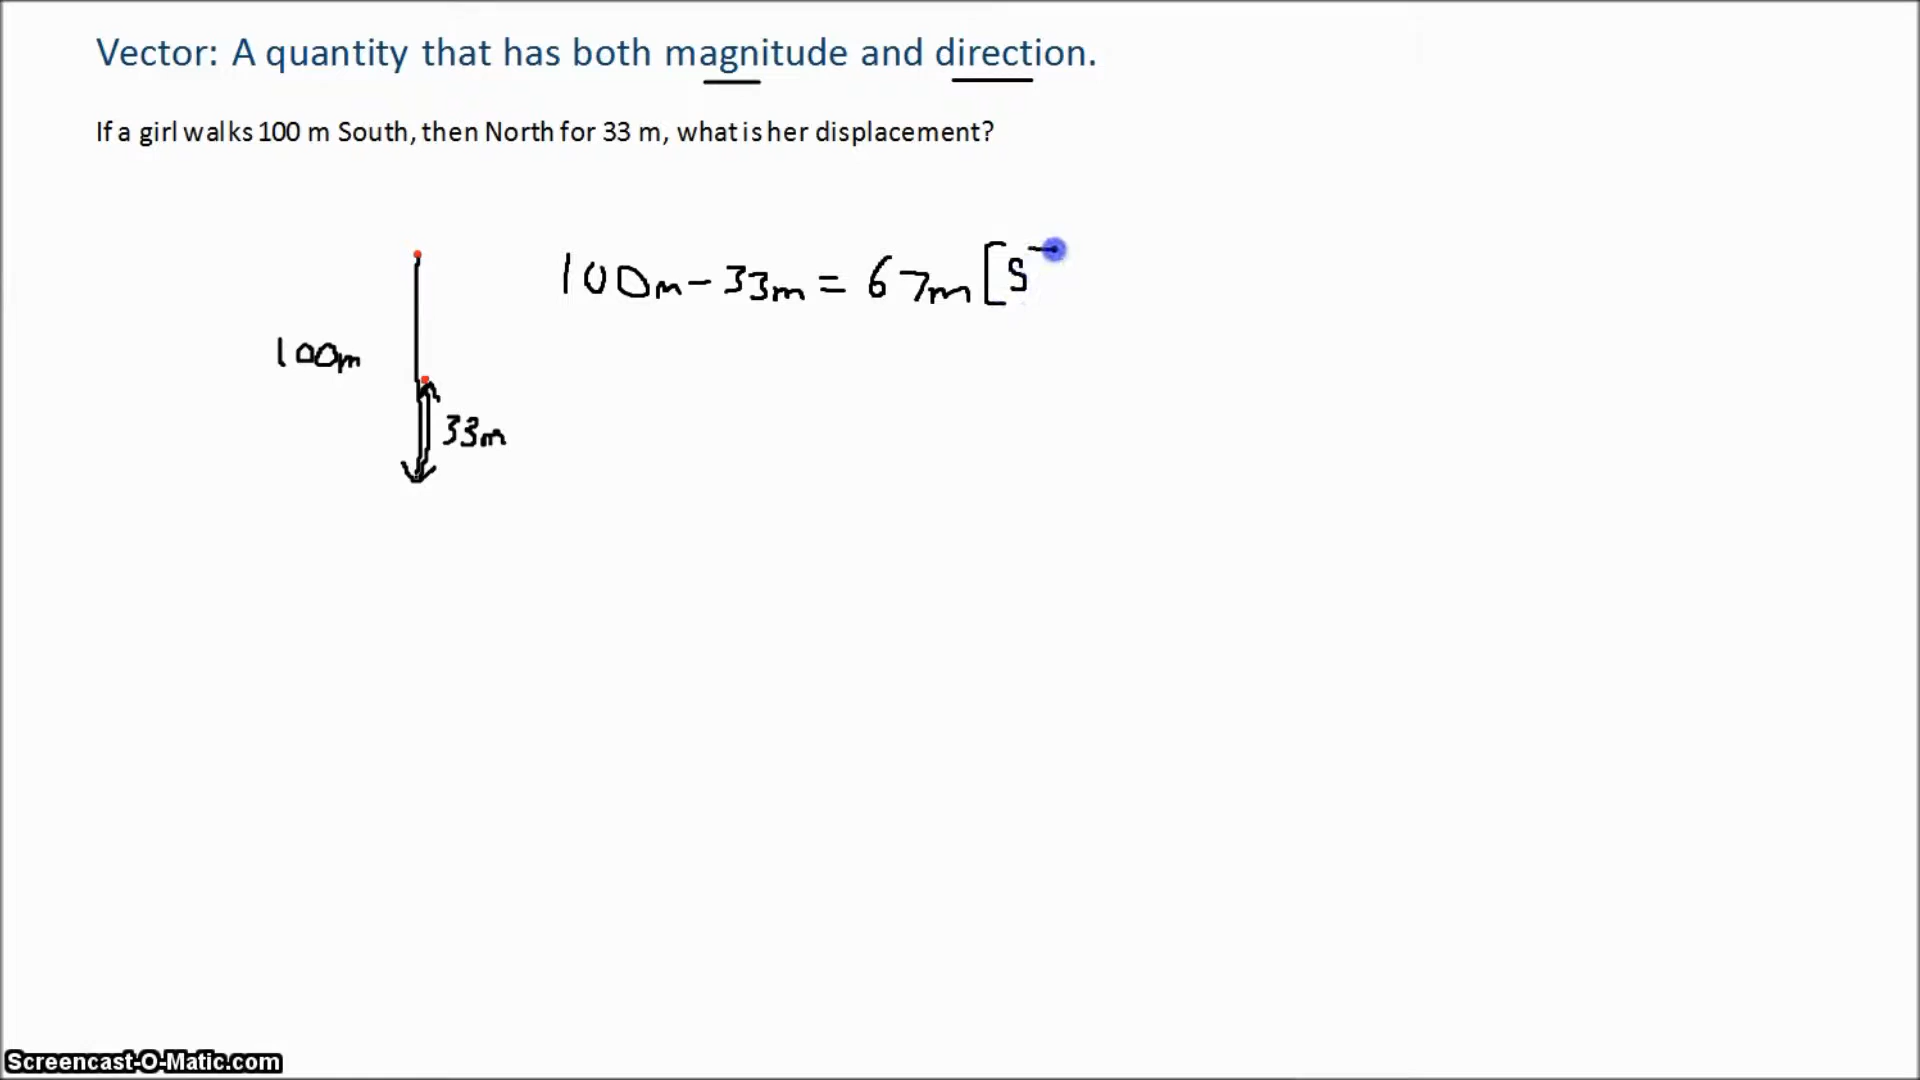 Vector: A quantity that has both magnitude and direction.
If a girl walks 100 m South, then North for 33 m, what is her displacement?
100m - 33m = 67m [S
100m
33m
Screencast-O-Matic.com